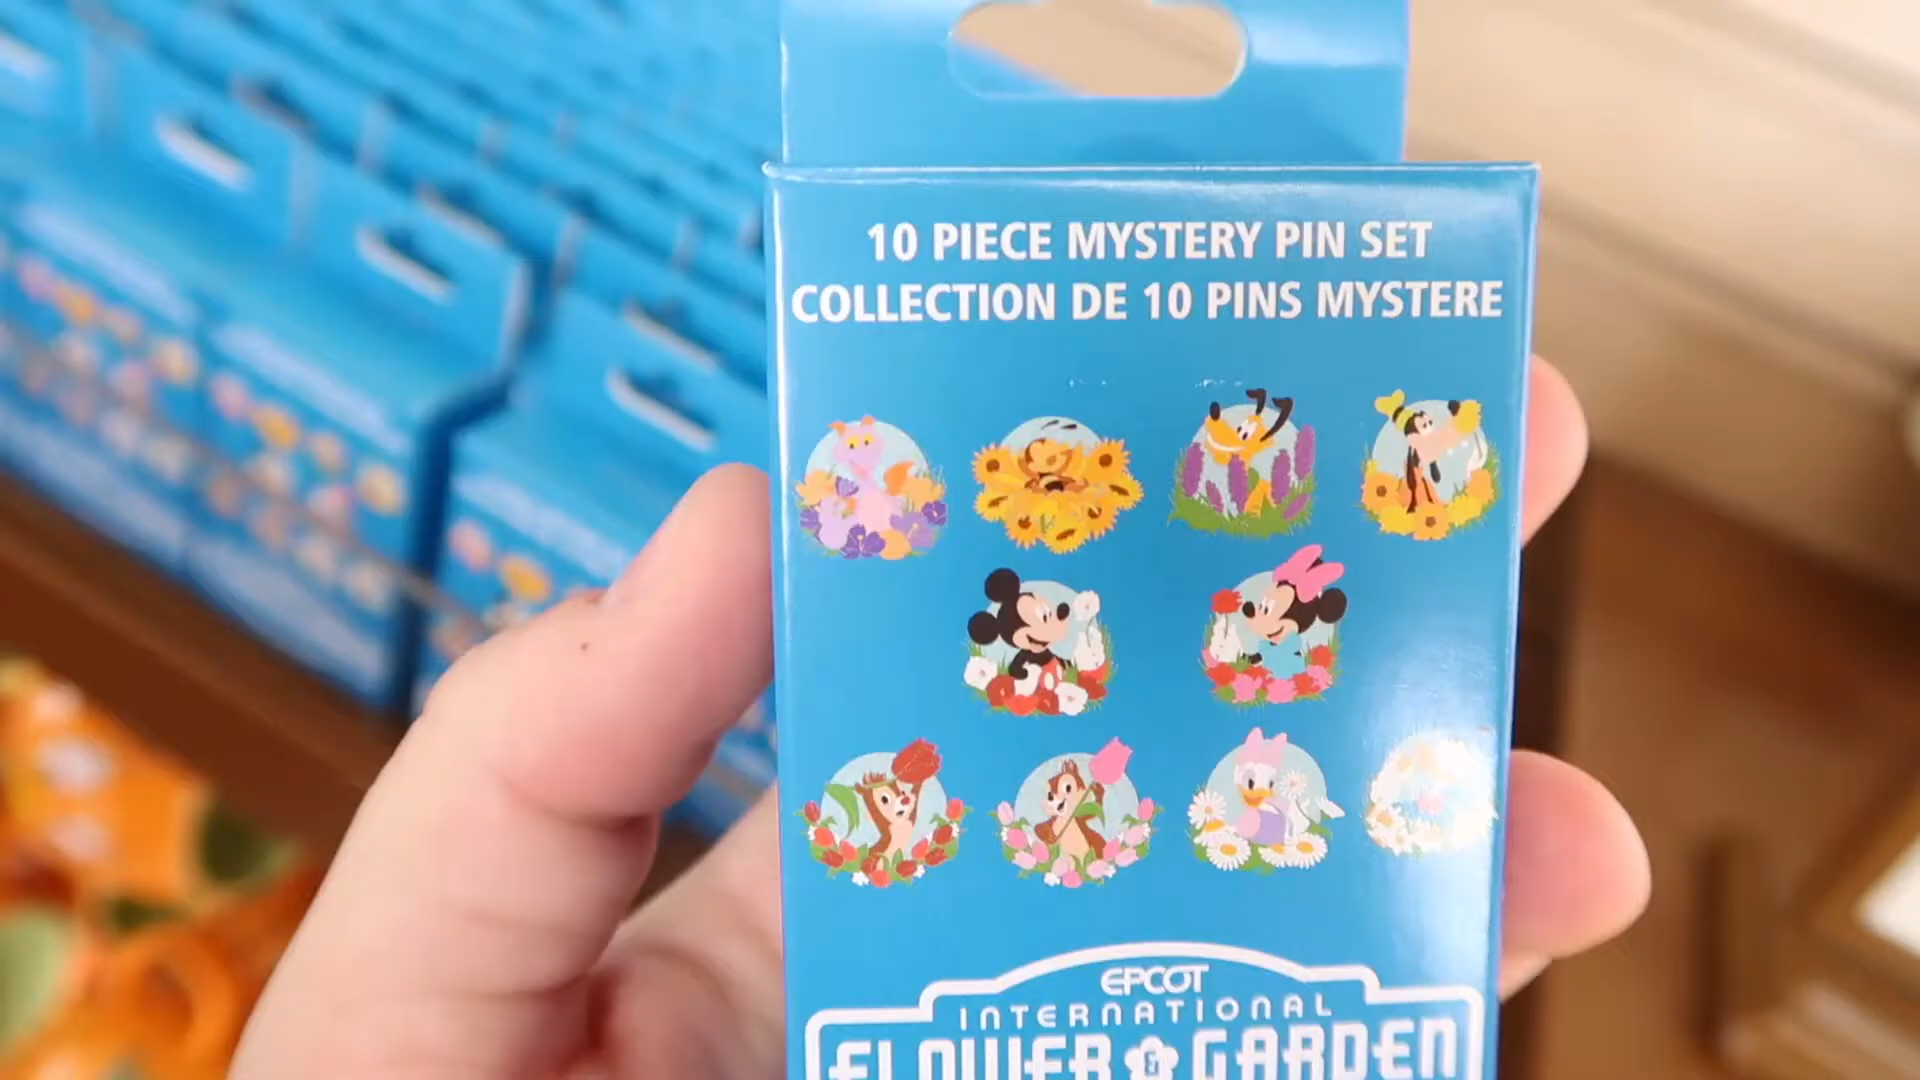 10 PIECE MYSTERY PIN SET
COLLECTION DE 10 PINS MYSTERE
EPCOT
INTERNATIONAL
FLOWER & GARDEN